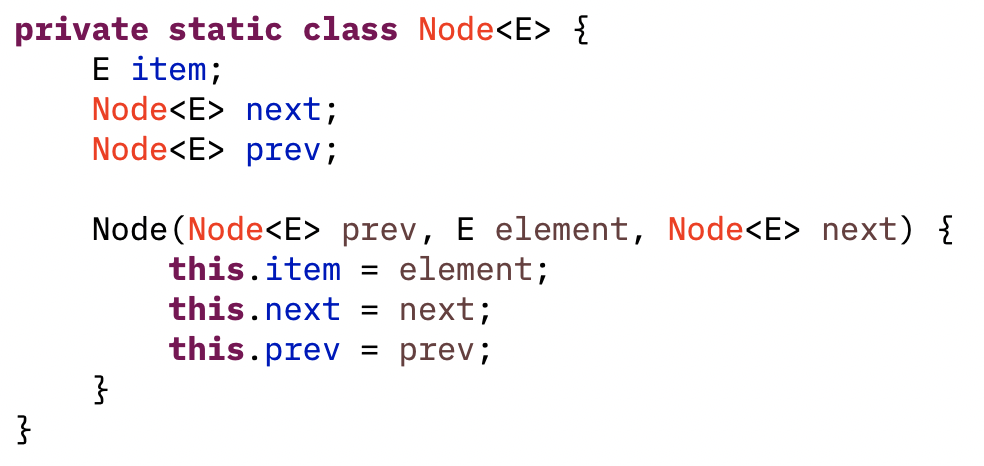 private static class Node<E> {
    E item;
    Node<E> next;
    Node<E> prev;

    Node(Node<E> prev, E element, Node<E> next) {
        this.item = element;
        this.next = next;
        this.prev = prev;
    }
}